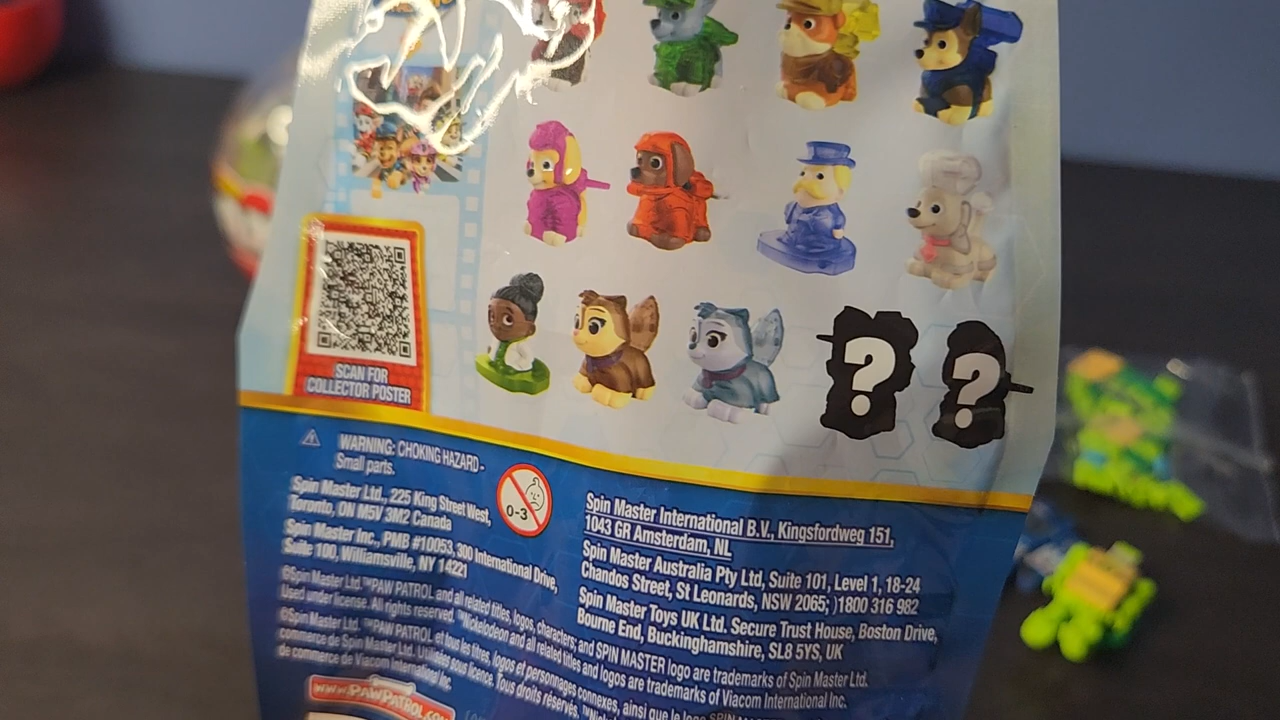 SCAN FOR
COLLECTOR POSTER
? ?
WARNING: CHOKING HAZARD -
Small parts.
0-3
Spin Master Ltd., 225 King Street West,
Toronto, ON M5V 3M2 Canada
Spin Master Inc., PMB #10053, 300 International Drive,
Suite 100, Williamsville, NY 14221
Spin Master International B.V., Kingsfordweg 151,
1043 GR Amsterdam, NL
Spin Master Australia Pty Ltd, Suite 101, Level 1, 18-24
Chandos Street, St Leonards, NSW 2065; )1800 316 982
Spin Master Toys UK Ltd. Secure Trust House, Boston Drive,
Bourne End, Buckinghamshire, SL8 5YS, UK
©Spin Master Ltd. ™PAW PATROL and all related titles, logos, characters; and SPIN MASTER logo are trademarks of Spin Master Ltd.
Used under license. All rights reserved. ™Nickelodeon and all related titles and logos are trademarks of Viacom International Inc.
©Spin Master Ltd. ™PAW PATROL et tous les titres, logos et personnages connexes, ainsi que le logo SPIN
commerce de Spin Master Ltd. Utilisés sous licence. Tous droits réservés.
de commerce de Viacom International Inc.
www.PAWPATROL.com